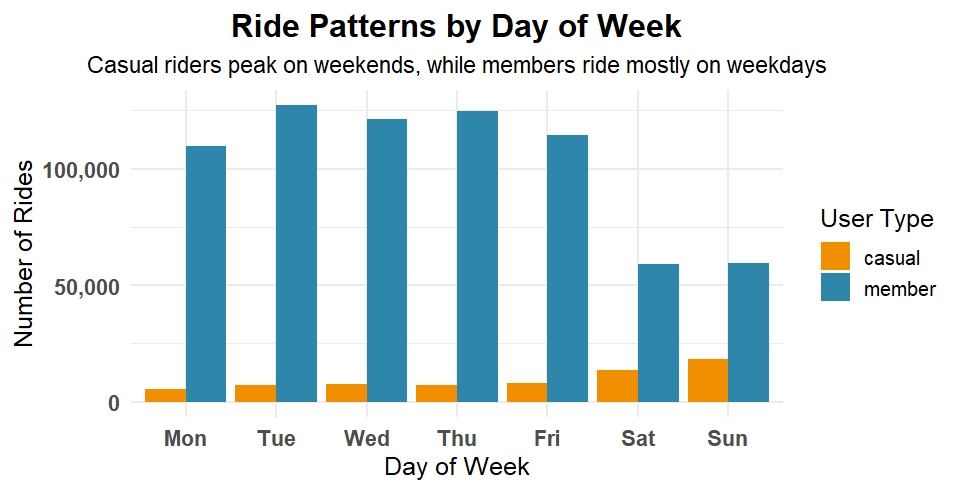 Ride Patterns by Day of Week
Casual riders peak on weekends, while members ride mostly on weekdays
Number of Rides
100,000
50,000
0
Mon Tue Wed Thu Fri Sat Sun
Day of Week
User Type
casual
member